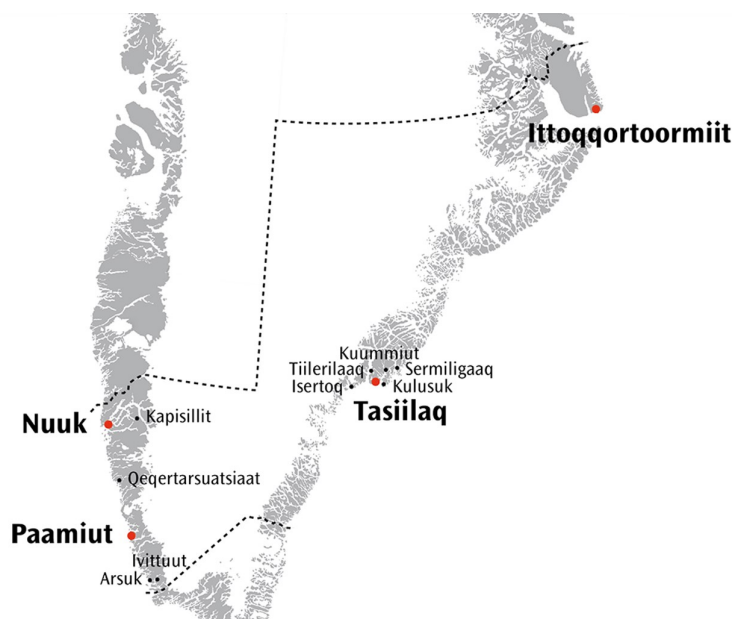 Ittoqqortoormiit
Kuummiut
Tiilerilaaq
Sermiligaaq
Isertoq
Kulusuk
Tasiilaq
Nuuk
Kapisillit
Qeqertarsuatsiaat
Paamiut
Ivittuut
Arsuk